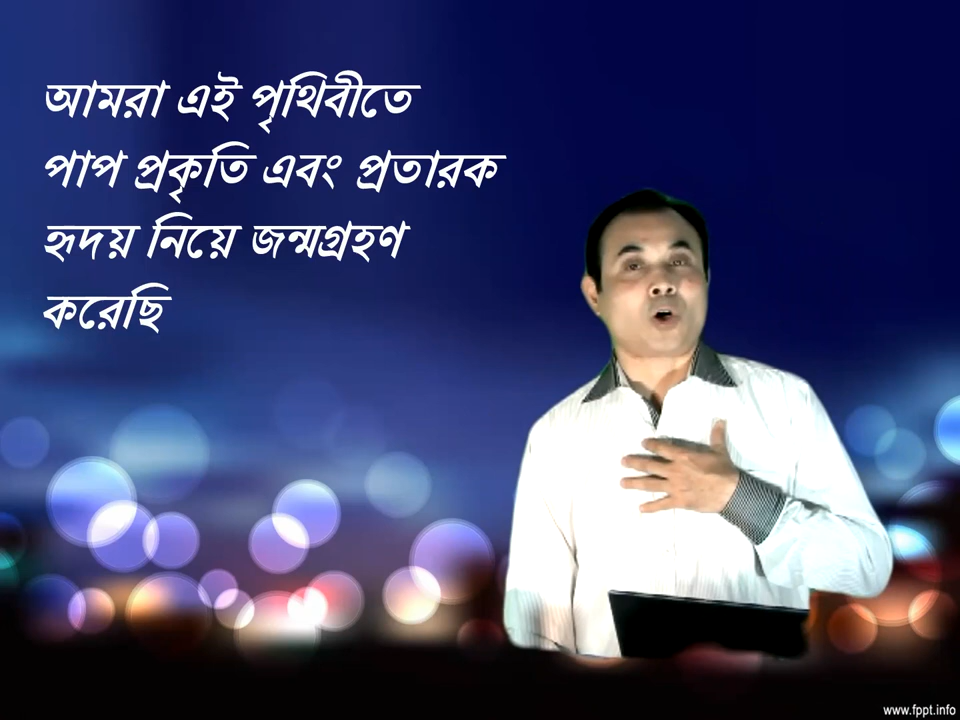 আমরা এই পৃথিবীতে
পাপ প্রকৃতি এবং প্রতারক
হৃদয় নিয়ে জন্মগ্রহণ
করেছি
www.fppt.info